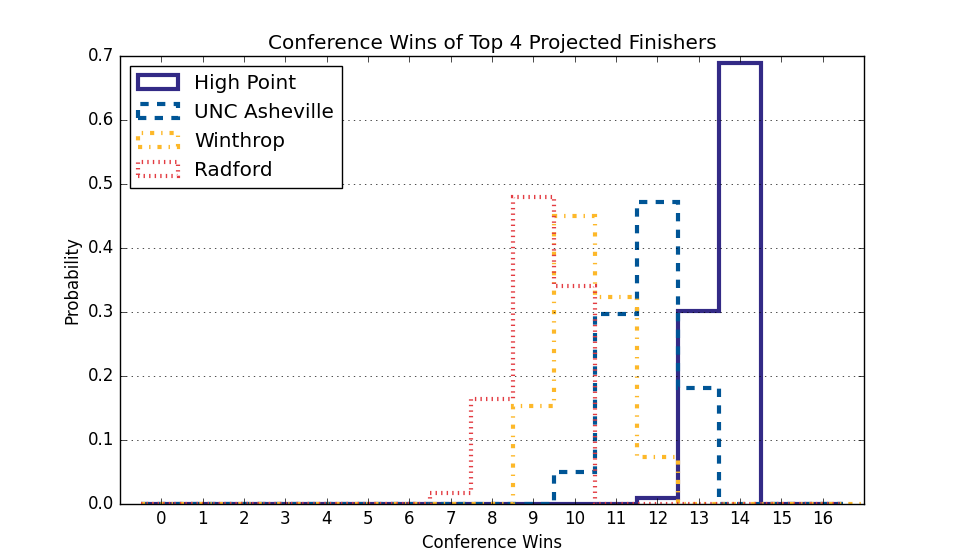 Conference Wins of Top 4 Projected Finishers
High Point
UNC Asheville
Winthrop
Radford
Probability
0.7
0.6
0.5
0.4
0.3
0.2
0.1
0.0
0 1 2 3 4 5 6 7 8 9 10 11 12 13 14 15 16
Conference Wins